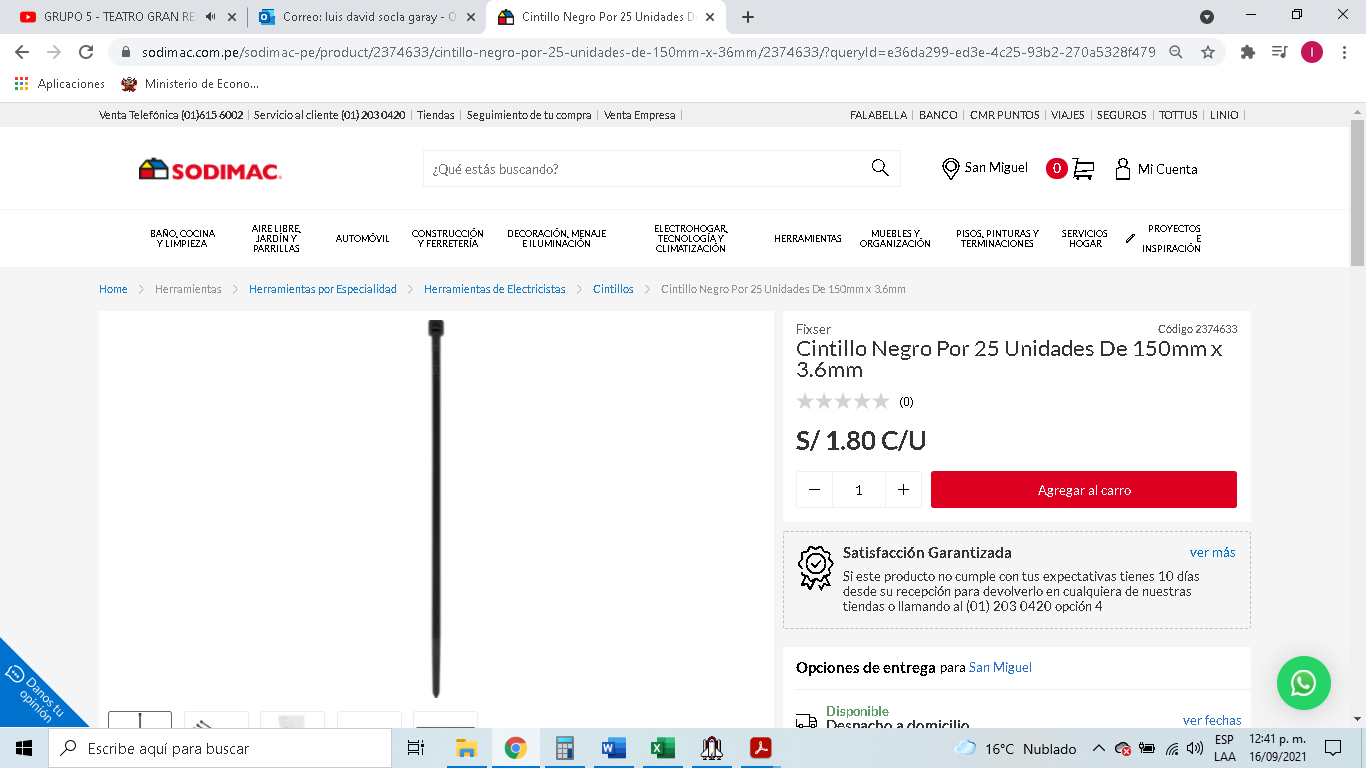 GRUPO 5 - TEATRO GRAN RE
Correo: luis david socla garay - O
Cintillo Negro Por 25 Unidades D
sodimac.com.pe/sodimac-pe/product/2374638/cintillo-negro-por-25-unidades-de-150mm-x-36mm/2374633/?queryId=e36da299-ed3e-4c25-93b2-270a5328f479
I
Aplicaciones
Ministerio de Econo...
Venta Telefónica (01)615 6002
Servicio al cliente (01) 203 0420
Tiendas
Seguimiento de tu compra
Venta Empresa
FALABELLA
BANCO
CMR PUNTOS
VIAJES
SEGUROS
TOTTUS
LINIO
SODIMAC
¿Qué estás buscando?
San Miguel
0
Mi Cuenta
BAÑO, COCINA
Y LIMPIEZA
AIRE LIBRE,
JARDÍN Y
PARRILLAS
AUTOMÓVIL
CONSTRUCCIÓN
Y FERRETERÍA
DECORACIÓN, MENAJE
E ILUMINACIÓN
ELECTROHOGAR,
TECNOLOGÍA Y
CLIMATIZACIÓN
HERRAMIENTAS
MUEBLES Y
ORGANIZACIÓN
PISOS, PINTURAS Y
TERMINACIONES
SERVICIOS
HOGAR
PROYECTOS
E
INSPIRACIÓN
Home
Herramientas
Herramientas por Especialidad
Herramientas de Electricistas
Cintillos
Cintillo Negro Por 25 Unidades De 150mm x 3.6mm
Fixser
Código 2374633
Cintillo Negro Por 25 Unidades De 150mm x
3.6mm
(0)
S/ 1.80 C/U
1
Agregar al carro
Satisfacción Garantizada
ver más
Si este producto no cumple con tus expectativas tienes 10 días
desde su recepción para devolverlo en cualquiera de nuestras
tiendas o llamando al (01) 203 0420 opción 4
Opciones de entrega para San Miguel
Disponible
Despacho a domicilio
ver fechas
Danos tu
opinión
Escribe aquí para buscar
16°C Nublado
ESP
LAA
12:41 p. m.
16/09/2021